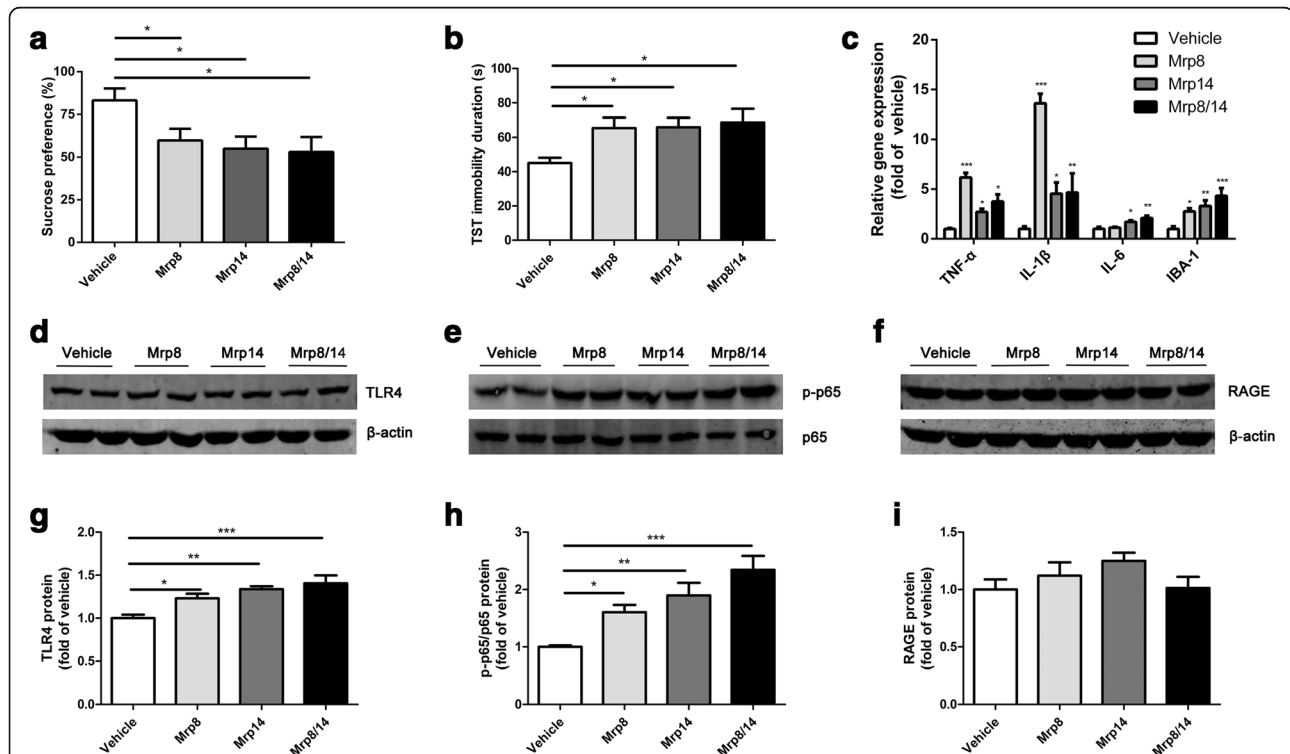 a
*
*
*
Sucrose preference (%)
100
75
50
25
0
Vehicle
Mrp8
Mrp14
Mrp8/14
b
*
*
*
TST immobility duration (s)
100
80
60
40
20
0
Vehicle
Mrp8
Mrp14
Mrp8/14
c
Vehicle
Mrp8
Mrp14
Mrp8/14
Relative gene expression
(fold of vehicle)
20
15
10
5
0
***
*
*
***
*
**
*
**
*
**
***
TNF-α
IL-1β
IL-6
IBA-1
d
Vehicle Mrp8 Mrp14 Mrp8/14
TLR4
β-actin
e
Vehicle Mrp8 Mrp14 Mrp8/14
p-p65
p65
f
Vehicle Mrp8 Mrp14 Mrp8/14
RAGE
β-actin
g
***
**
*
TLR4 protein
(fold of vehicle)
2.0
1.5
1.0
0.5
0.0
Vehicle
Mrp8
Mrp14
Mrp8/14
h
***
**
*
p-p65/p65 protein
(fold of vehicle)
3
2
1
0
Vehicle
Mrp8
Mrp14
Mrp8/14
i
RAGE protein
(fold of vehicle)
1.5
1.0
0.5
0.0
Vehicle
Mrp8
Mrp14
Mrp8/14